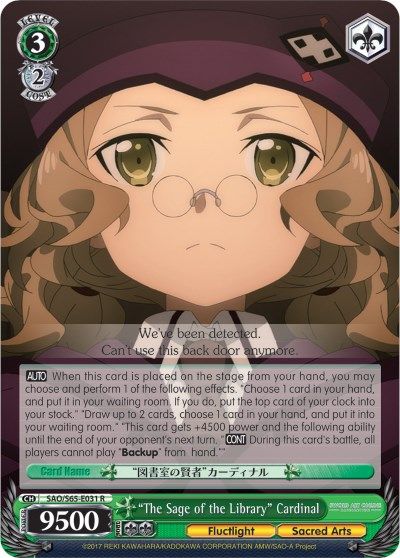 LEVEL
3
2
COST
We've been detected.
Can't use this back door anymore.
AUTO When this card is placed on the stage from your hand, you may
choose and perform 1 of the following effects. "Choose 1 card in your hand,
and put it in your waiting room. If you do, put the top card of your clock into
your stock." "Draw up to 2 cards, choose 1 card in your hand, and put it into your
waiting room." "This card gets +4500 power and the following ability
until the end of your opponent's next turn. "CONT During this card's battle, all
players cannot play "Backup" from hand."
Card Name
“図書室の賢者”カーディナル
CH SAO/S65-E031 R
"The Sage of the Library" Cardinal
POWER
9500
Fluctlight
Sacred Arts
©2017 REKI KAWAHARA/KADOKAWA CORPORATION AMW/SAO-A Project